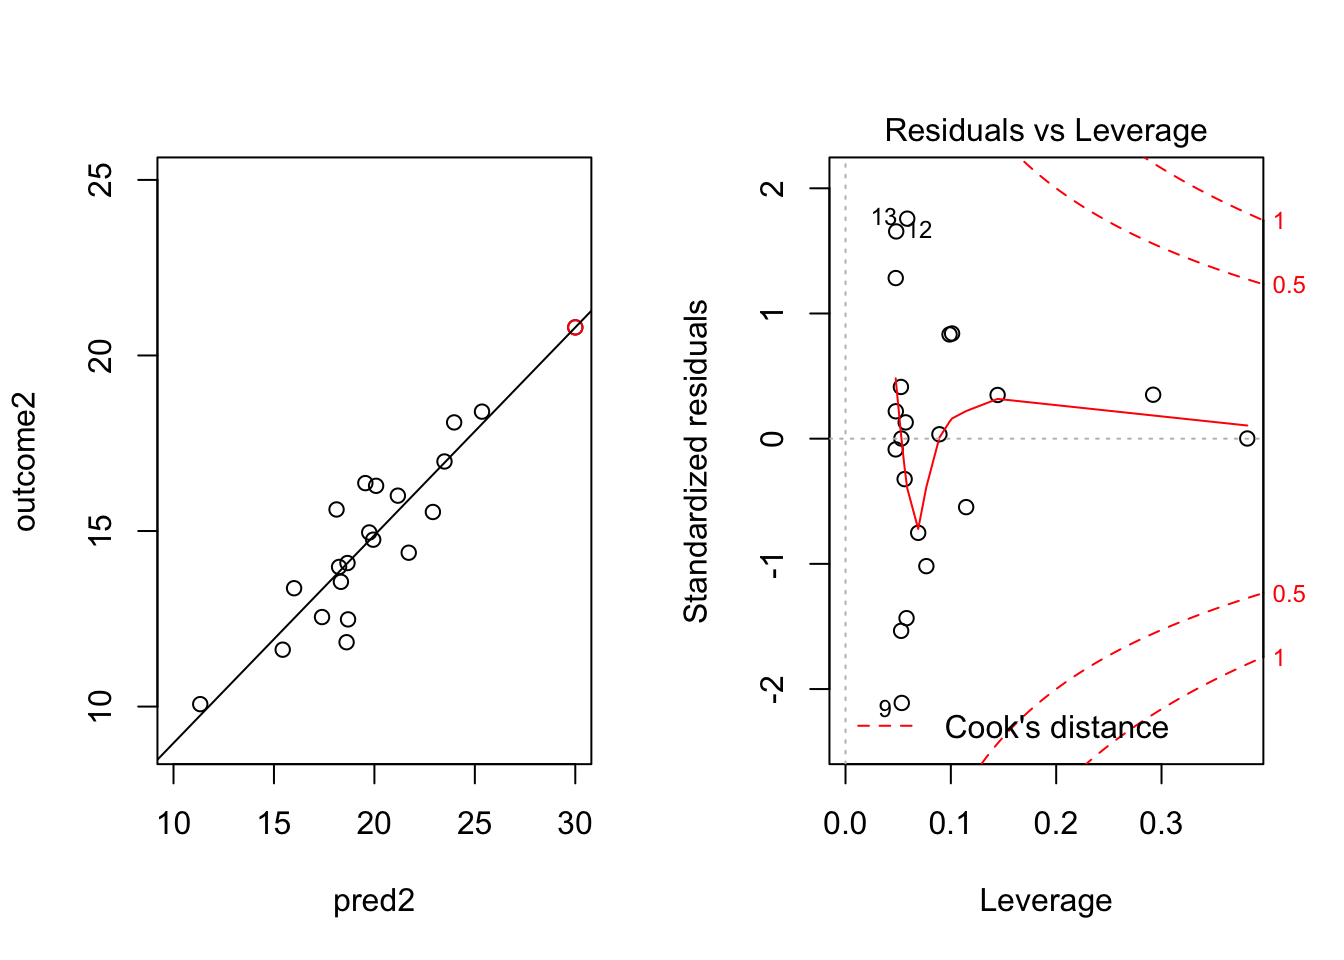 25
20
15
10
outcome2
10 15 20 25 30
pred2
Residuals vs Leverage
2
1
0
-1
-2
Standardized residuals
13
12
9
1
0.5
0.5
1
Cook's distance
0.0 0.1 0.2 0.3
Leverage